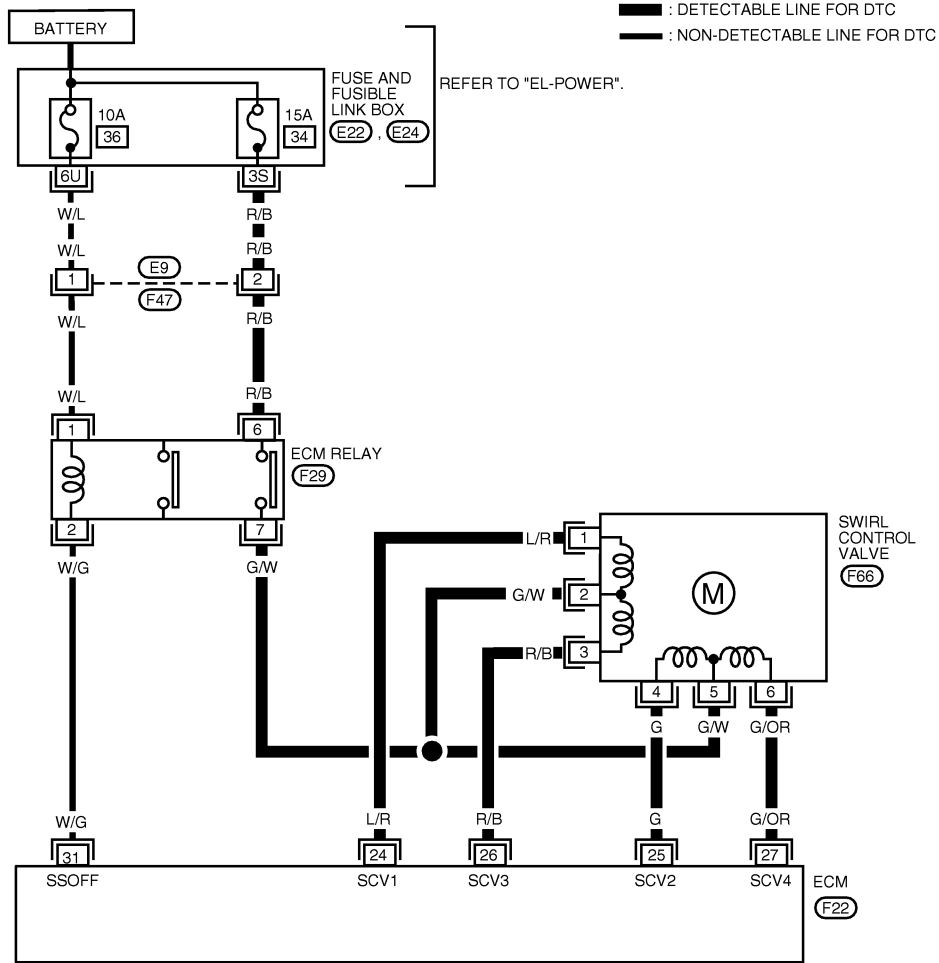 BATTERY
: DETECTABLE LINE FOR DTC
: NON-DETECTABLE LINE FOR DTC
FUSE AND
FUSIBLE
LINK BOX
E22 , E24
REFER TO "EL-POWER".
10A
36
15A
34
6U
3S
W/L
R/B
W/L
R/B
1
E9
2
F47
W/L
R/B
W/L
R/B
1
6
ECM RELAY
F29
2
7
W/G
G/W
L/R
1
G/W
2
R/B
3
M
SWIRL
CONTROL
VALVE
F66
4
5
6
G
G/W
G/OR
W/G
L/R
R/B
G
G/OR
31
24
26
25
27
SSOFF
SCV1
SCV3
SCV2
SCV4
ECM
F22